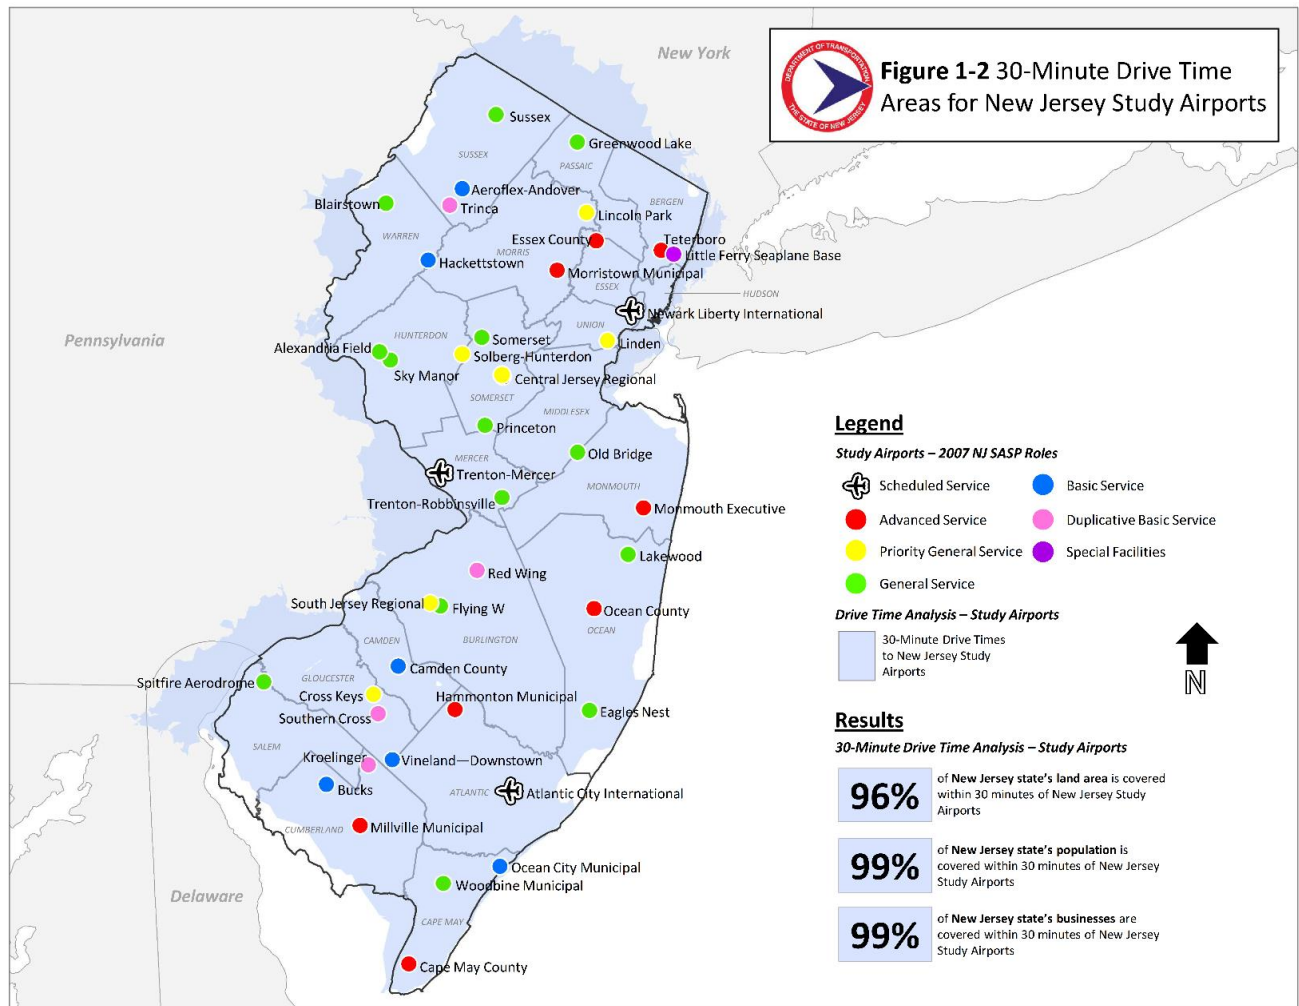 New York
DEPARTMENT OF TRANSPORTATION
THE STATE OF NEW JERSEY
Figure 1-2 30-Minute Drive Time
Areas for New Jersey Study Airports
Sussex
Greenwood Lake
SUSSEX
PASSAIC
Aeroflex-Andover
Blairstown
Trinca
BERGEN
Lincoln Park
WARREN
Essex County
Teterboro
MORRIS
Little Ferry Seaplane Base
Hackettstown
Morristown Municipal
ESSEX
HUDSON
Newark Liberty International
UNION
Pennsylvania
HUNTERDON
Somerset
Linden
Alexandria Field
Solberg-Hunterdon
Sky Manor
Central Jersey Regional
SOMERSET
MIDDLESEX
Princeton
MERCER
Old Bridge
Trenton-Mercer
MONMOUTH
Trenton-Robbinsville
Monmouth Executive
Lakewood
Red Wing
South Jersey Regional
Flying W
Ocean County
OCEAN
CAMDEN
BURLINGTON
Camden County
GLOUCESTER
Spitfire Aerodrome
Cross Keys
Hammonton Municipal
Southern Cross
Eagles Nest
SALEM
Kroelinger
Vineland—Downstown
Bucks
ATLANTIC
Atlantic City International
CUMBERLAND
Millville Municipal
Ocean City Municipal
Woodbine Municipal
Delaware
CAPE MAY
Cape May County
Legend
Study Airports – 2007 NJ SASP Roles
Scheduled Service
Basic Service
Advanced Service
Duplicative Basic Service
Priority General Service
Special Facilities
General Service
Drive Time Analysis – Study Airports
30-Minute Drive Times
to New Jersey Study
Airports
N
Results
30-Minute Drive Time Analysis – Study Airports
96%
of New Jersey state's land area is covered
within 30 minutes of New Jersey Study
Airports
99%
of New Jersey state's population is
covered within 30 minutes of New Jersey
Study Airports
99%
of New Jersey state's businesses are
covered within 30 minutes of New Jersey
Study Airports